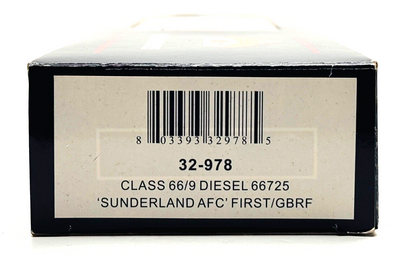 8 03393 32978 5
32-978
CLASS 66/9 DIESEL 66725
‘SUNDERLAND AFC’ FIRST/GBRF